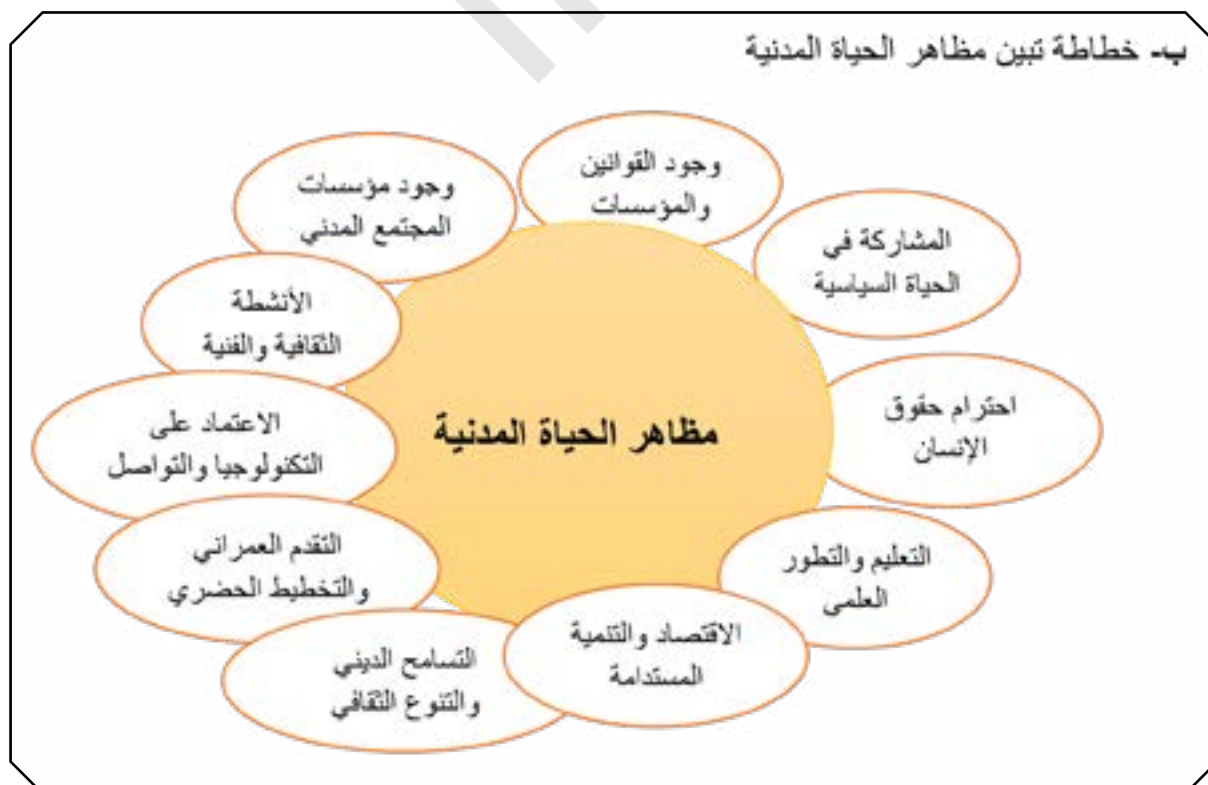 ب- خطاطة تبين مظاهر الحياة المدنية
وجود القوانين
والمؤسسات
المشاركة في
الحياة السياسية
احترام حقوق
الإنسان
التعليم والتطور
العلمي
الاقتصاد والتنمية
المستدامة
التسامح الديني
والتنوع الثقافي
التقدم العمراني
والتخطيط الحضري
الاعتماد على
التكنولوجيا والتواصل
الأنشطة
الثقافية والفنية
وجود مؤسسات
المجتمع المدني
مظاهر الحياة المدنية